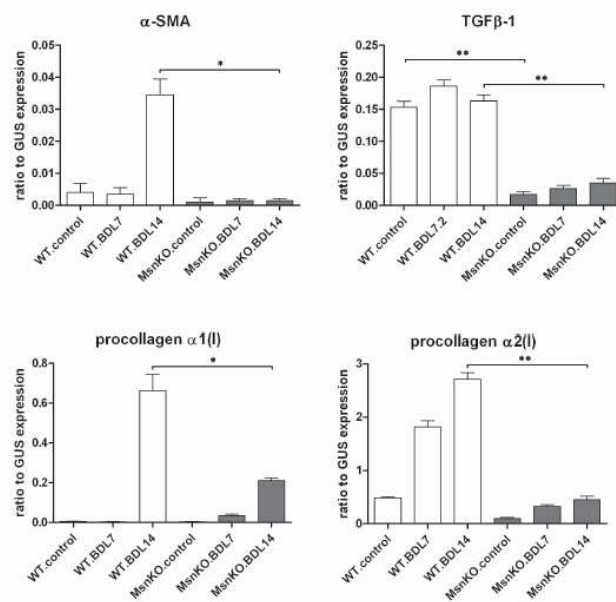 α-SMA
ratio to GUS expression
0.05
0.04
0.03
0.02
0.01
0.00
*
WT.control
WT.BDL7
WT.BDL14
MsnKO.control
MsnKO.BDL7
MsnKO.BDL14
TGFβ-1
ratio to GUS expression
0.25
0.20
0.15
0.10
0.05
0.00
**
**
WT.control
WT.BDL7.2
WT.BDL14
MsnKO.control
MsnKO.BDL7
MsnKO.BDL14
procollagen α1(I)
ratio to GUS expression
0.8
0.6
0.4
0.2
0.0
*
WT.control
WT.BDL7
WT.BDL14
MsnKO.control
MsnKO.BDL7
MsnKO.BDL14
procollagen α2(I)
ratio to GUS expression
3
2
1
0
**
WT.control
WT.BDL7
WT.BDL14
MsnKO.control
MsnKO.BDL7
MsnKO.BDL14